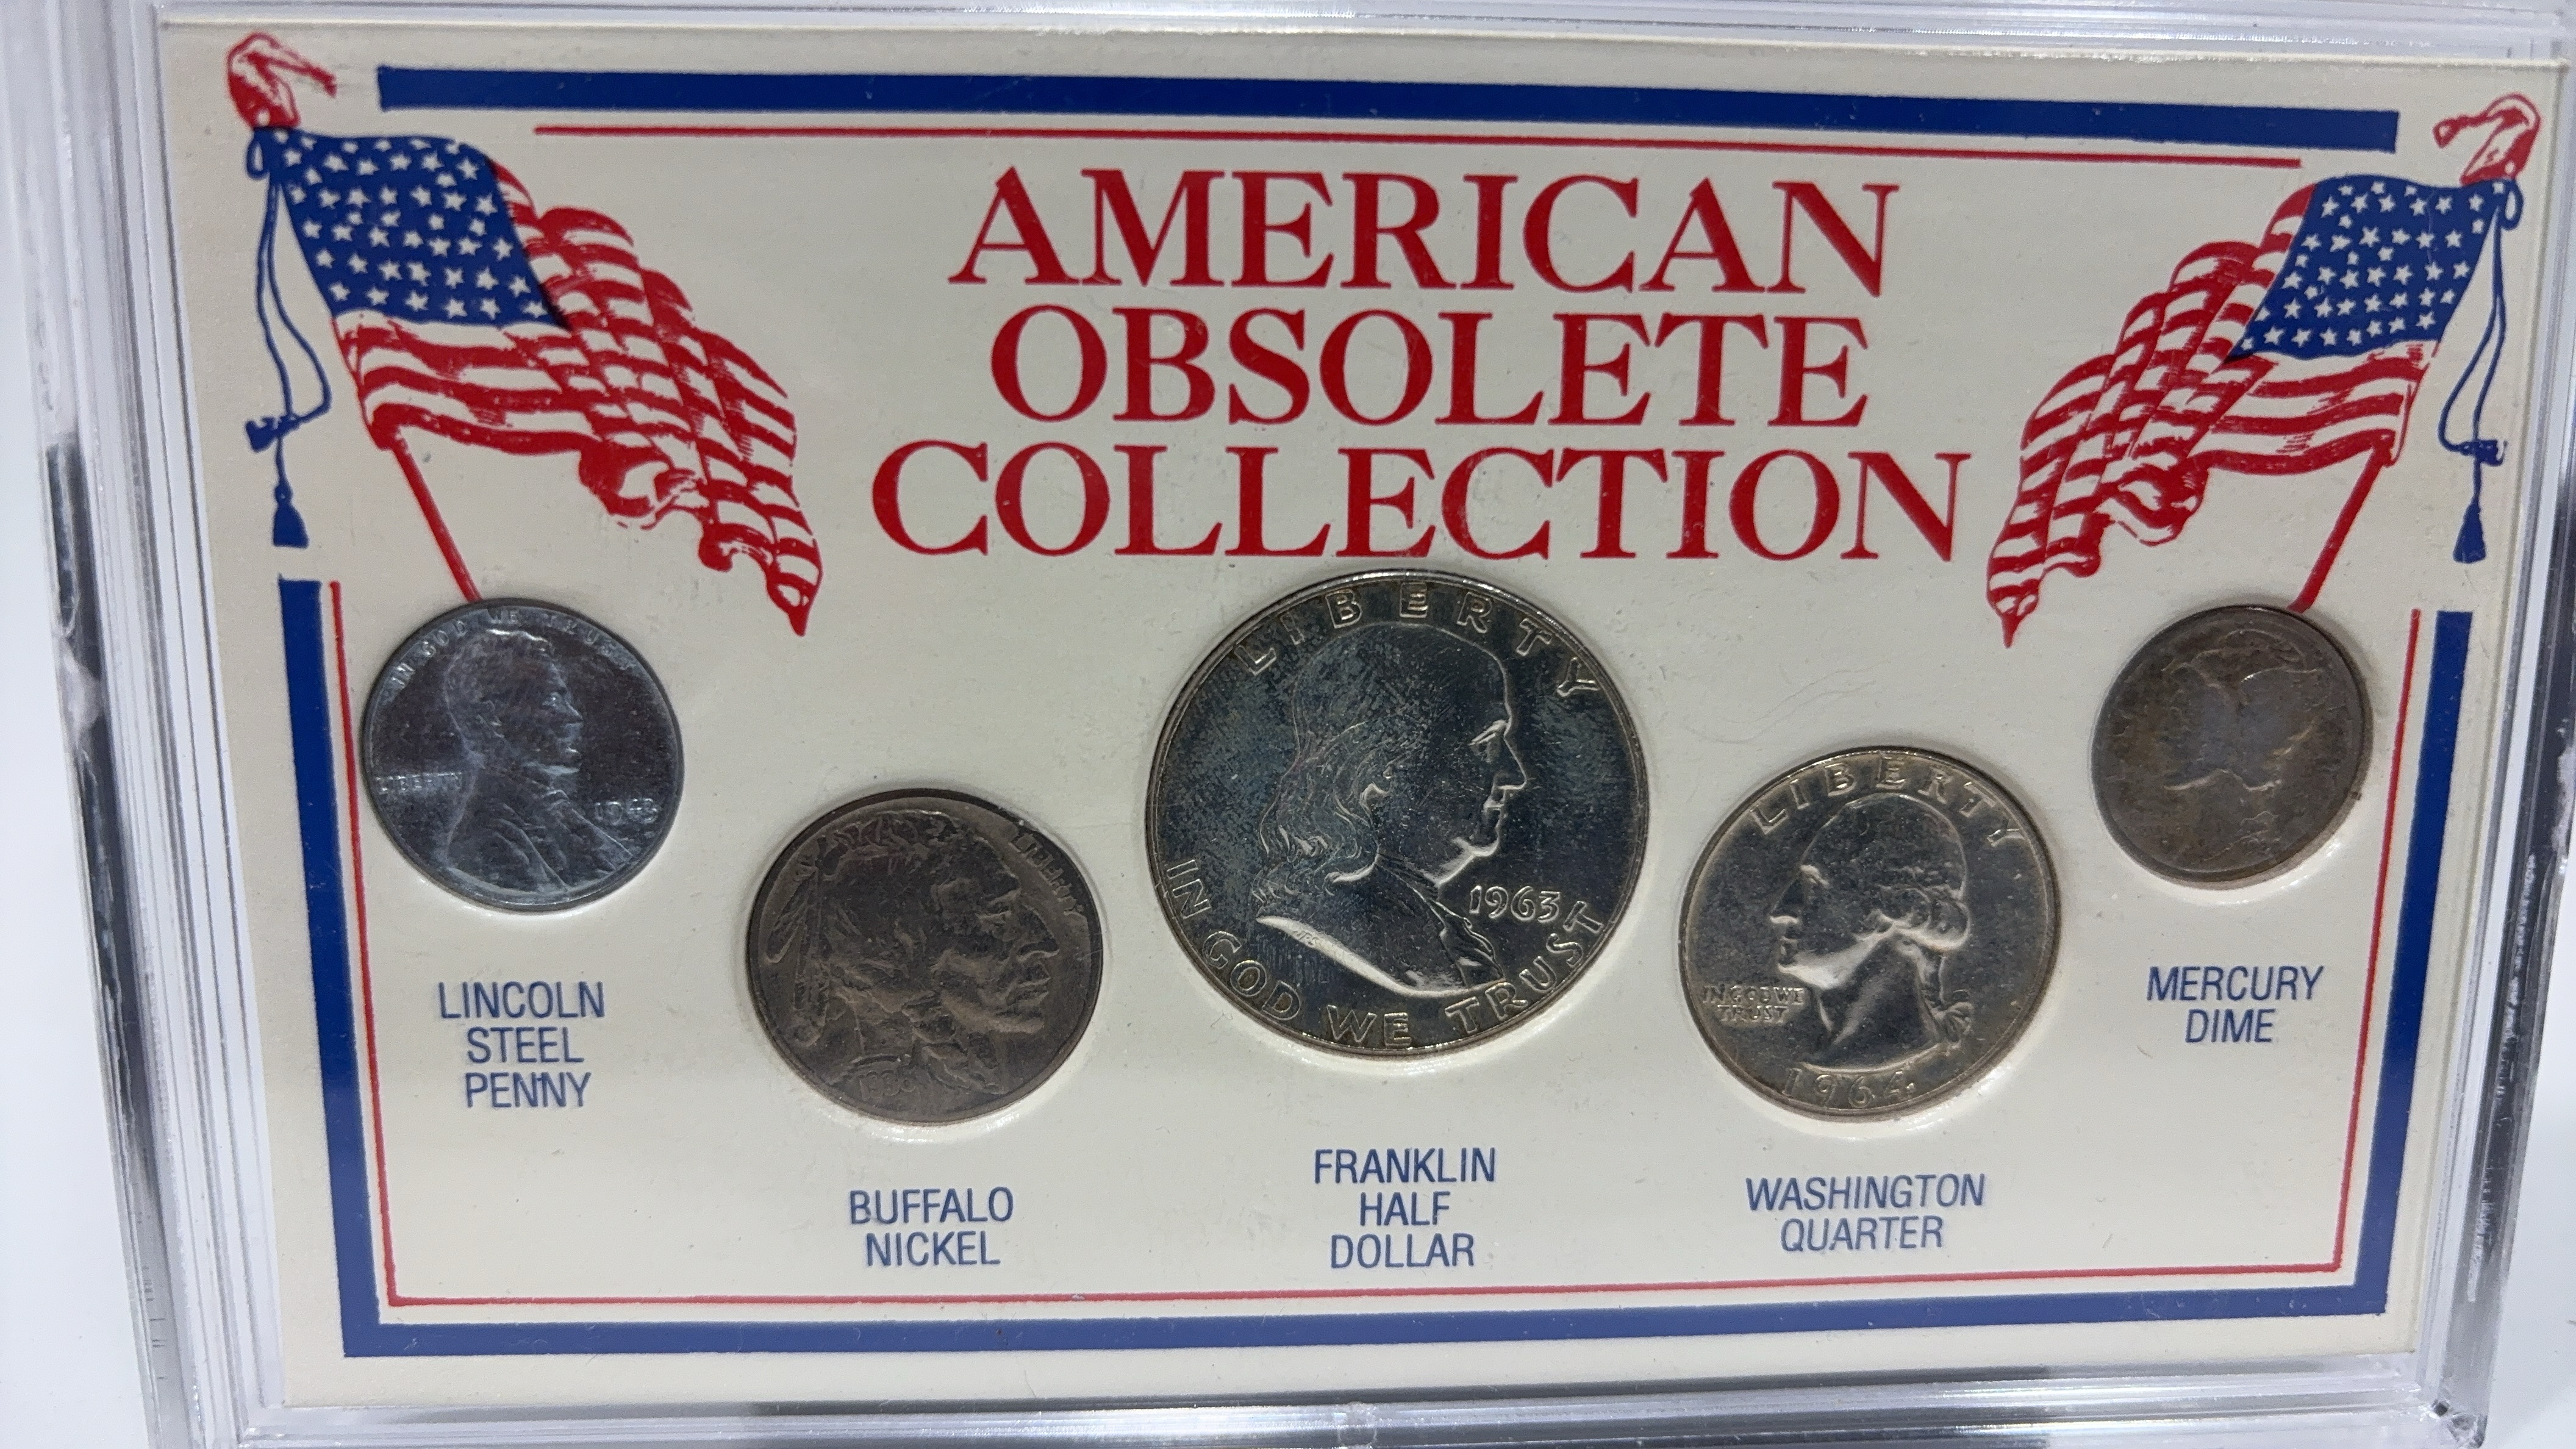 AMERICAN
OBSOLETE
COLLECTION
IN GOD WE TRUST
LIBERTY
1943
LINCOLN
STEEL
PENNY
LIBERTY
BUFFALO
NICKEL
LIBERTY
1963
IN GOD WE TRUST
FRANKLIN
HALF
DOLLAR
LIBERTY
IN GOD WE
TRUST
1964
WASHINGTON
QUARTER
MERCURY
DIME